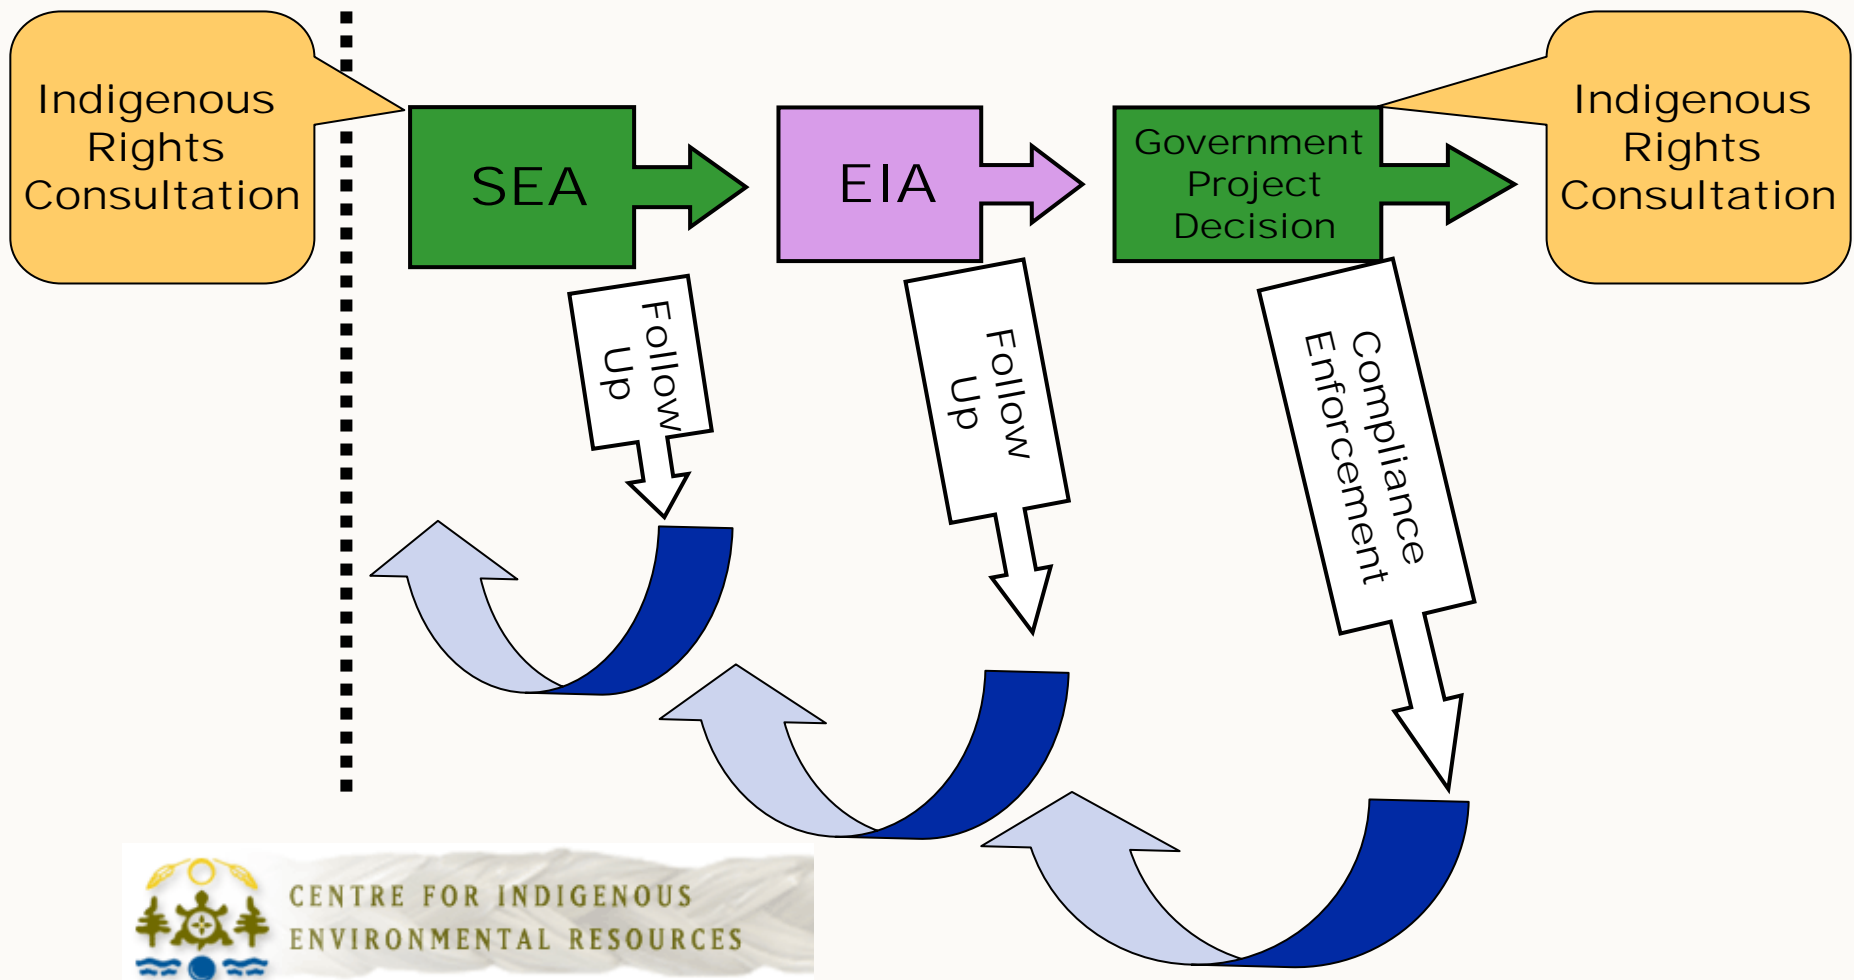 Indigenous
Rights
Consultation
SEA
EIA
Government
Project
Decision
Indigenous
Rights
Consultation
Follow
Up
Follow
Up
Compliance
Enforcement
CENTRE FOR INDIGENOUS
ENVIRONMENTAL RESOURCES